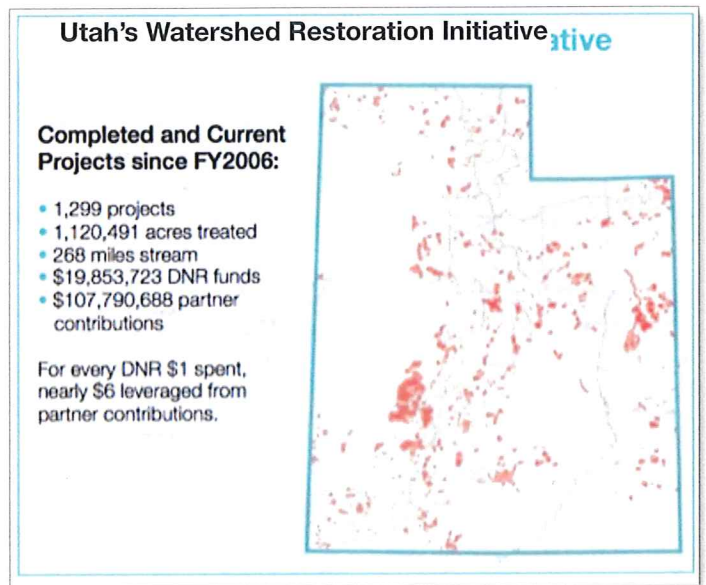 Utah's Watershed Restoration Initiative
ative
Completed and Current
Projects since FY2006:
• 1,299 projects
• 1,120,491 acres treated
• 268 miles stream
• $19,853,723 DNR funds
• $107,790,688 partner
contributions
For every DNR $1 spent,
nearly $6 leveraged from
partner contributions.